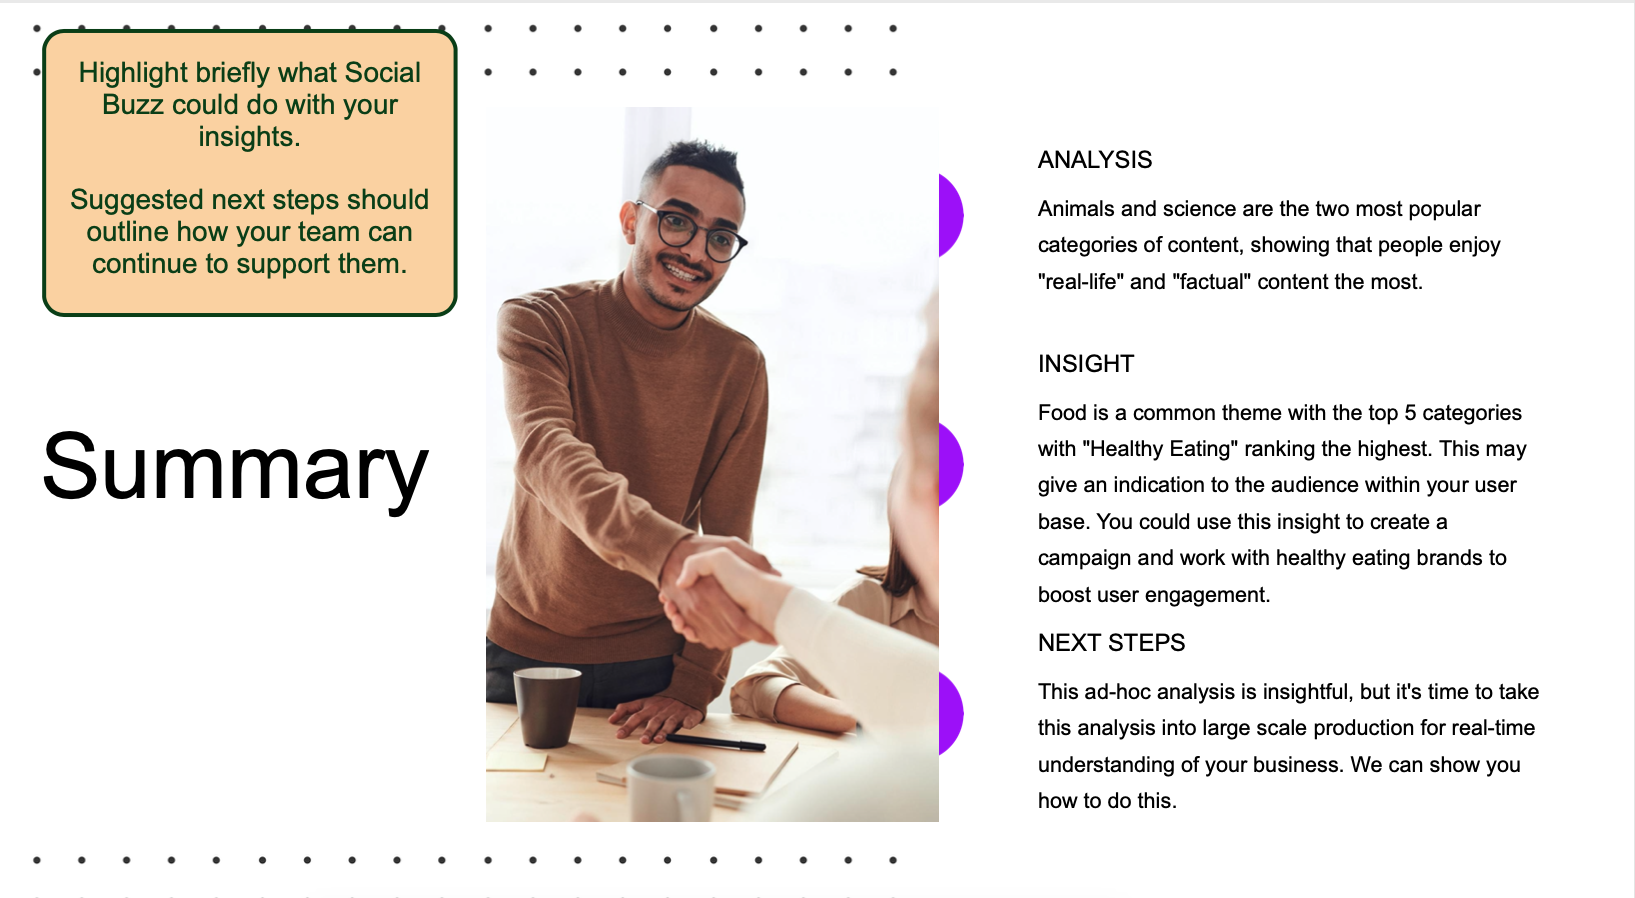 Highlight briefly what Social
Buzz could do with your
insights.
Suggested next steps should
outline how your team can
continue to support them.
Summary
ANALYSIS
Animals and science are the two most popular
categories of content, showing that people enjoy
"real-life" and "factual" content the most.
INSIGHT
Food is a common theme with the top 5 categories
with "Healthy Eating" ranking the highest. This may
give an indication to the audience within your user
base. You could use this insight to create a
campaign and work with healthy eating brands to
boost user engagement.
NEXT STEPS
This ad-hoc analysis is insightful, but it's time to take
this analysis into large scale production for real-time
understanding of your business. We can show you
how to do this.